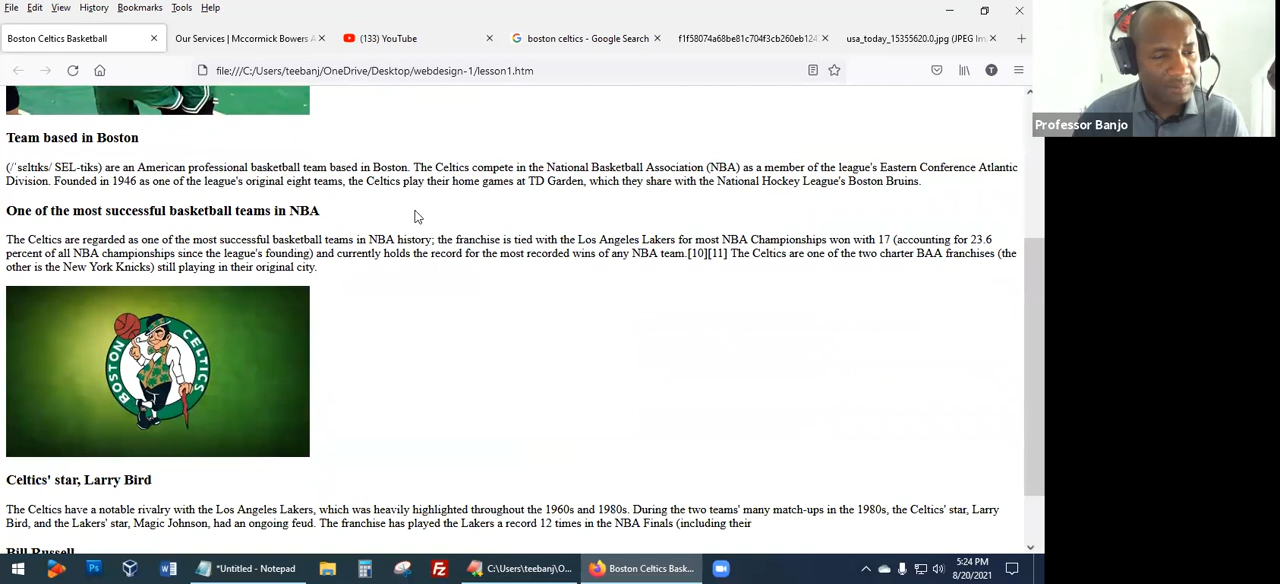 File Edit View History Bookmarks Tools Help
Boston Celtics Basketball
Our Services | Mccormick Bowers A
(133) YouTube
boston celtics - Google Search
f1f58074a68be81c704f3cb260eb124
usa_today_15355620.0.jpg (JPEG Im
file:///C:/Users/teebanj/OneDrive/Desktop/webdesign-1/lesson1.htm
T
Professor Banjo
Team based in Boston
(/ˈsɛltɪks/ SEL-tiks) are an American professional basketball team based in Boston. The Celtics compete in the National Basketball Association (NBA) as a member of the league's Eastern Conference Atlantic
Division. Founded in 1946 as one of the league's original eight teams, the Celtics play their home games at TD Garden, which they share with the National Hockey League's Boston Bruins.
One of the most successful basketball teams in NBA
The Celtics are regarded as one of the most successful basketball teams in NBA history; the franchise is tied with the Los Angeles Lakers for most NBA Championships won with 17 (accounting for 23.6
percent of all NBA championships since the league's founding) and currently holds the record for the most recorded wins of any NBA team.[10][11] The Celtics are one of the two charter BAA franchises (the
other is the New York Knicks) still playing in their original city.
BOSTON CELTICS
Celtics' star, Larry Bird
The Celtics have a notable rivalry with the Los Angeles Lakers, which was heavily highlighted throughout the 1960s and 1980s. During the two teams' many match-ups in the 1980s, the Celtics' star, Larry
Bird, and the Lakers' star, Magic Johnson, had an ongoing feud. The franchise has played the Lakers a record 12 times in the NBA Finals (including their
Bill Russell
Ps
W
*Untitled - Notepad
Fz
C:\Users\teebanj\O...
Boston Celtics Bask...
5:24 PM
8/20/2021